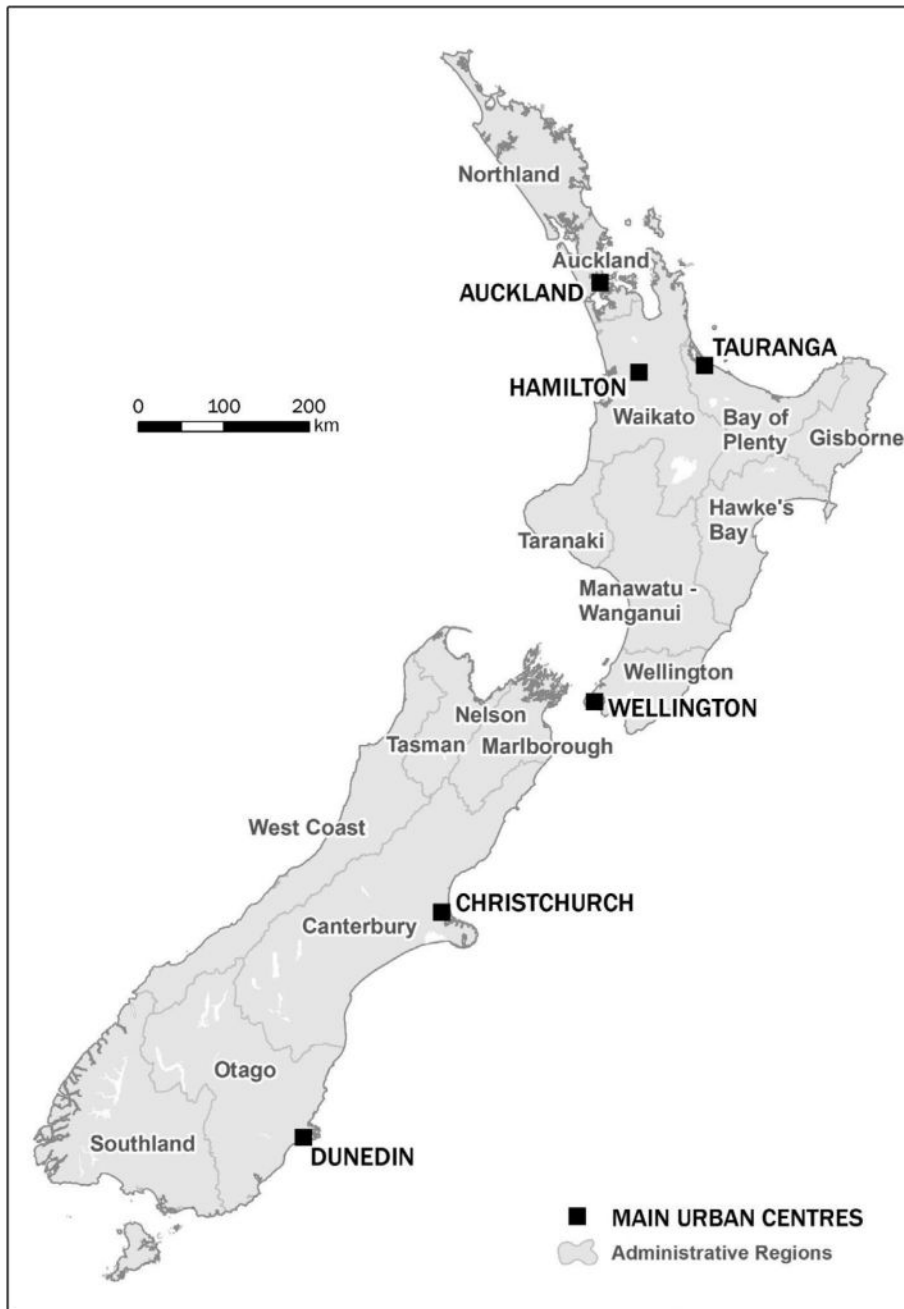 Northland
Auckland
AUCKLAND
TAURANGA
HAMILTON
0 100 200
km
Waikato
Bay of
Plenty
Gisborne
Hawke's
Bay
Taranaki
Manawatu -
Wanganui
Wellington
WELLINGTON
Nelson
Tasman
Marlborough
West Coast
CHRISTCHURCH
Canterbury
Otago
Southland
DUNEDIN
MAIN URBAN CENTRES
Administrative Regions